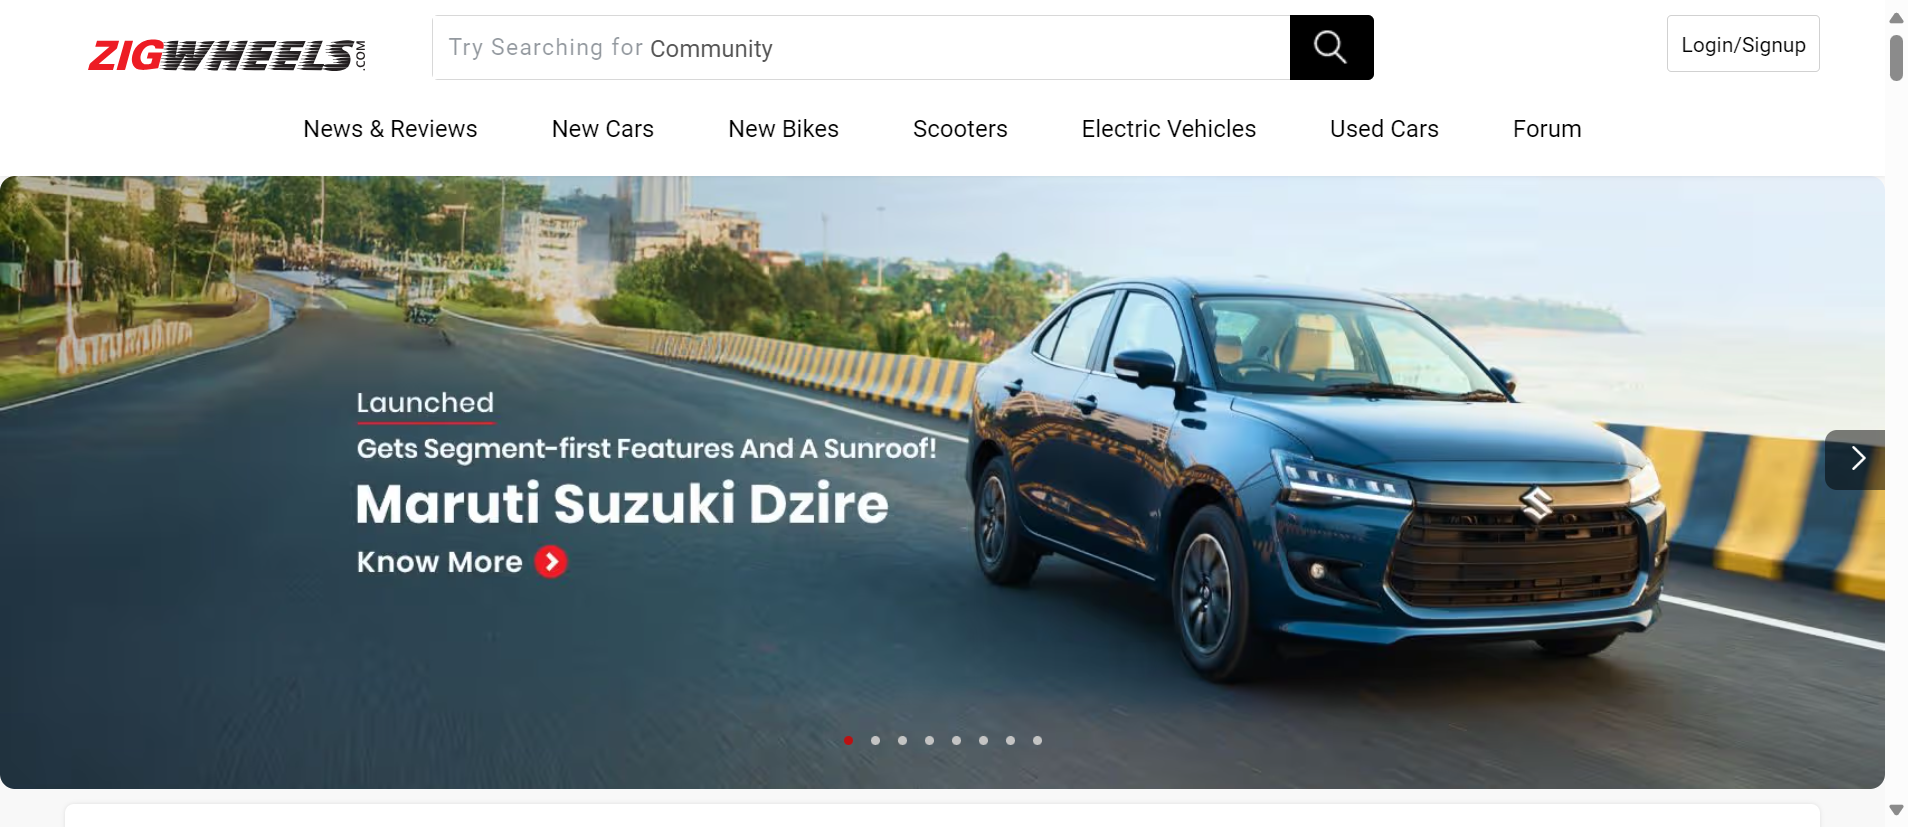 ZIGWHEELS.COM
Try Searching for Community
Login/Signup
News & Reviews
New Cars
New Bikes
Scooters
Electric Vehicles
Used Cars
Forum
Launched
Gets Segment-first Features And A Sunroof!
Maruti Suzuki Dzire
Know More